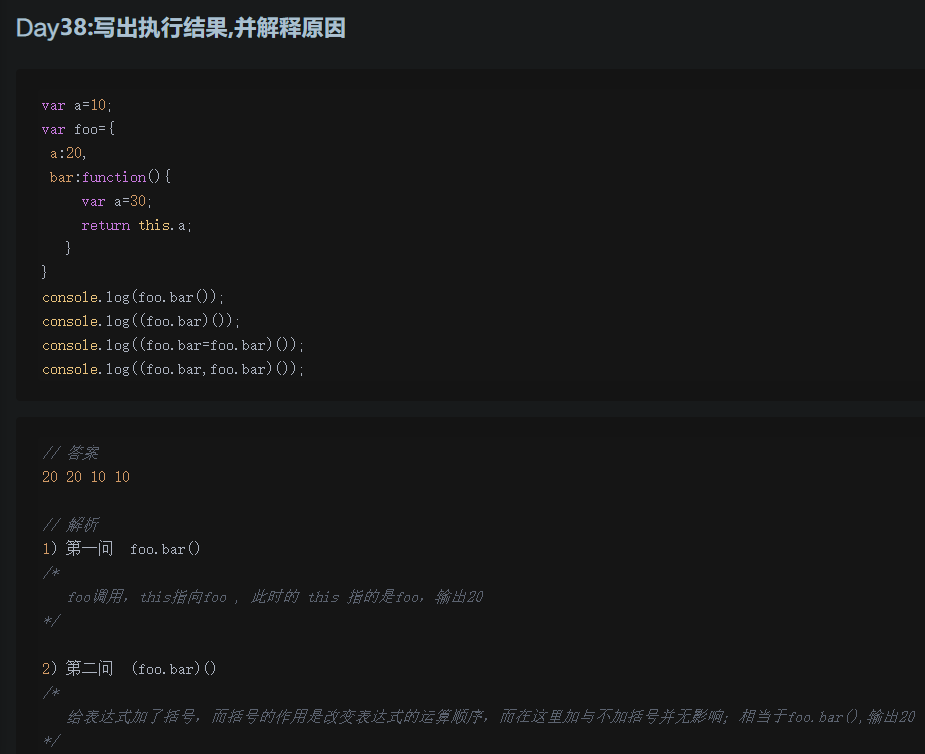 Day38:写出执行结果,并解释原因
var a=10;
var foo={
a:20,
bar:function(){
var a=30;
return this.a;
}
}
console.log(foo.bar());
console.log((foo.bar)());
console.log((foo.bar=foo.bar)());
console.log((foo.bar,foo.bar)());
// 答案
20 20 10 10
// 解析
1) 第一问 foo.bar()
/*
foo调用，this指向foo , 此时的 this 指的是foo，输出20
*/
2) 第二问 (foo.bar)()
/*
给表达式加了括号，而括号的作用是改变表达式的运算顺序，而在这里加与不加括号并无影响；相当于foo.bar(),输出20
*/